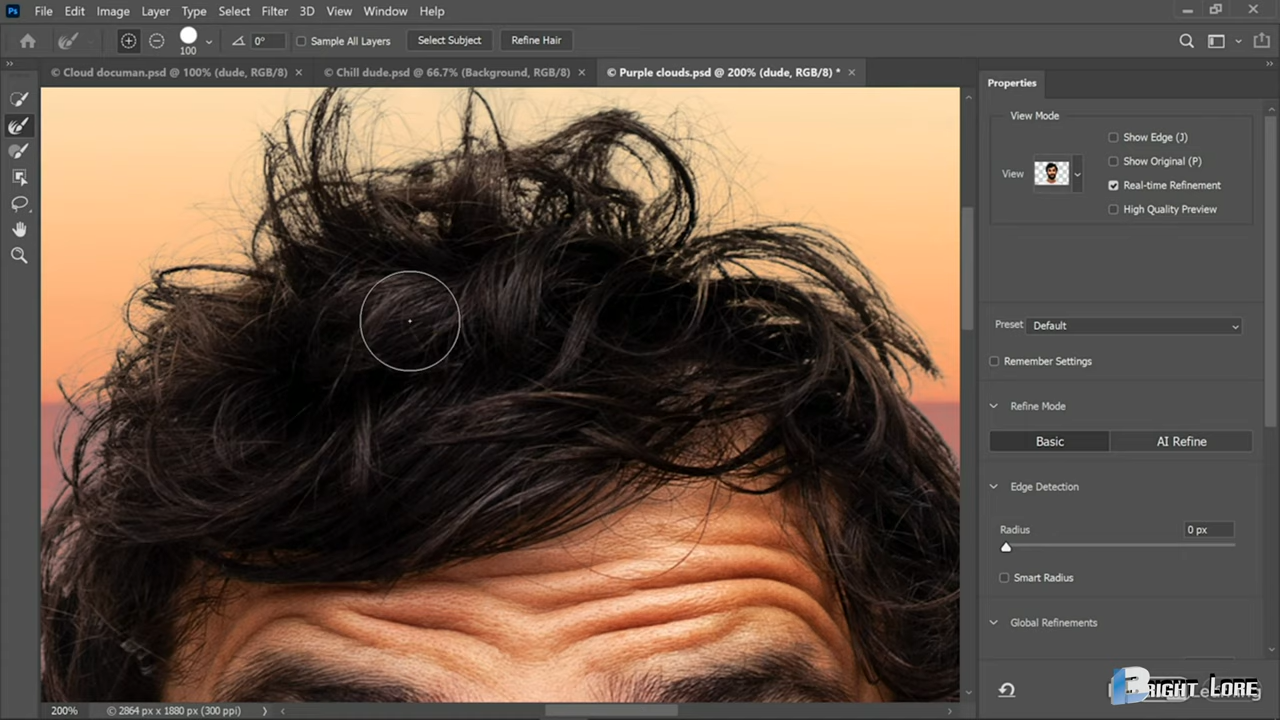 Ps File Edit Image Layer Type Select Filter 3D View Window Help
100 0° Sample All Layers Select Subject Refine Hair
© Cloud documan.psd @ 100% (dude, RGB/8) × © Chill dude.psd @ 66.7% (Background, RGB/8) × © Purple clouds.psd @ 200% (dude, RGB/8) * ×
Properties
View Mode
Show Edge (J)
Show Original (P)
View
Real-time Refinement
High Quality Preview
Preset Default
Remember Settings
Refine Mode
Basic AI Refine
Edge Detection
Radius 0 px
Smart Radius
Global Refinements
BRIGHT LORE
200% © 2864 px x 1880 px (300 ppi)